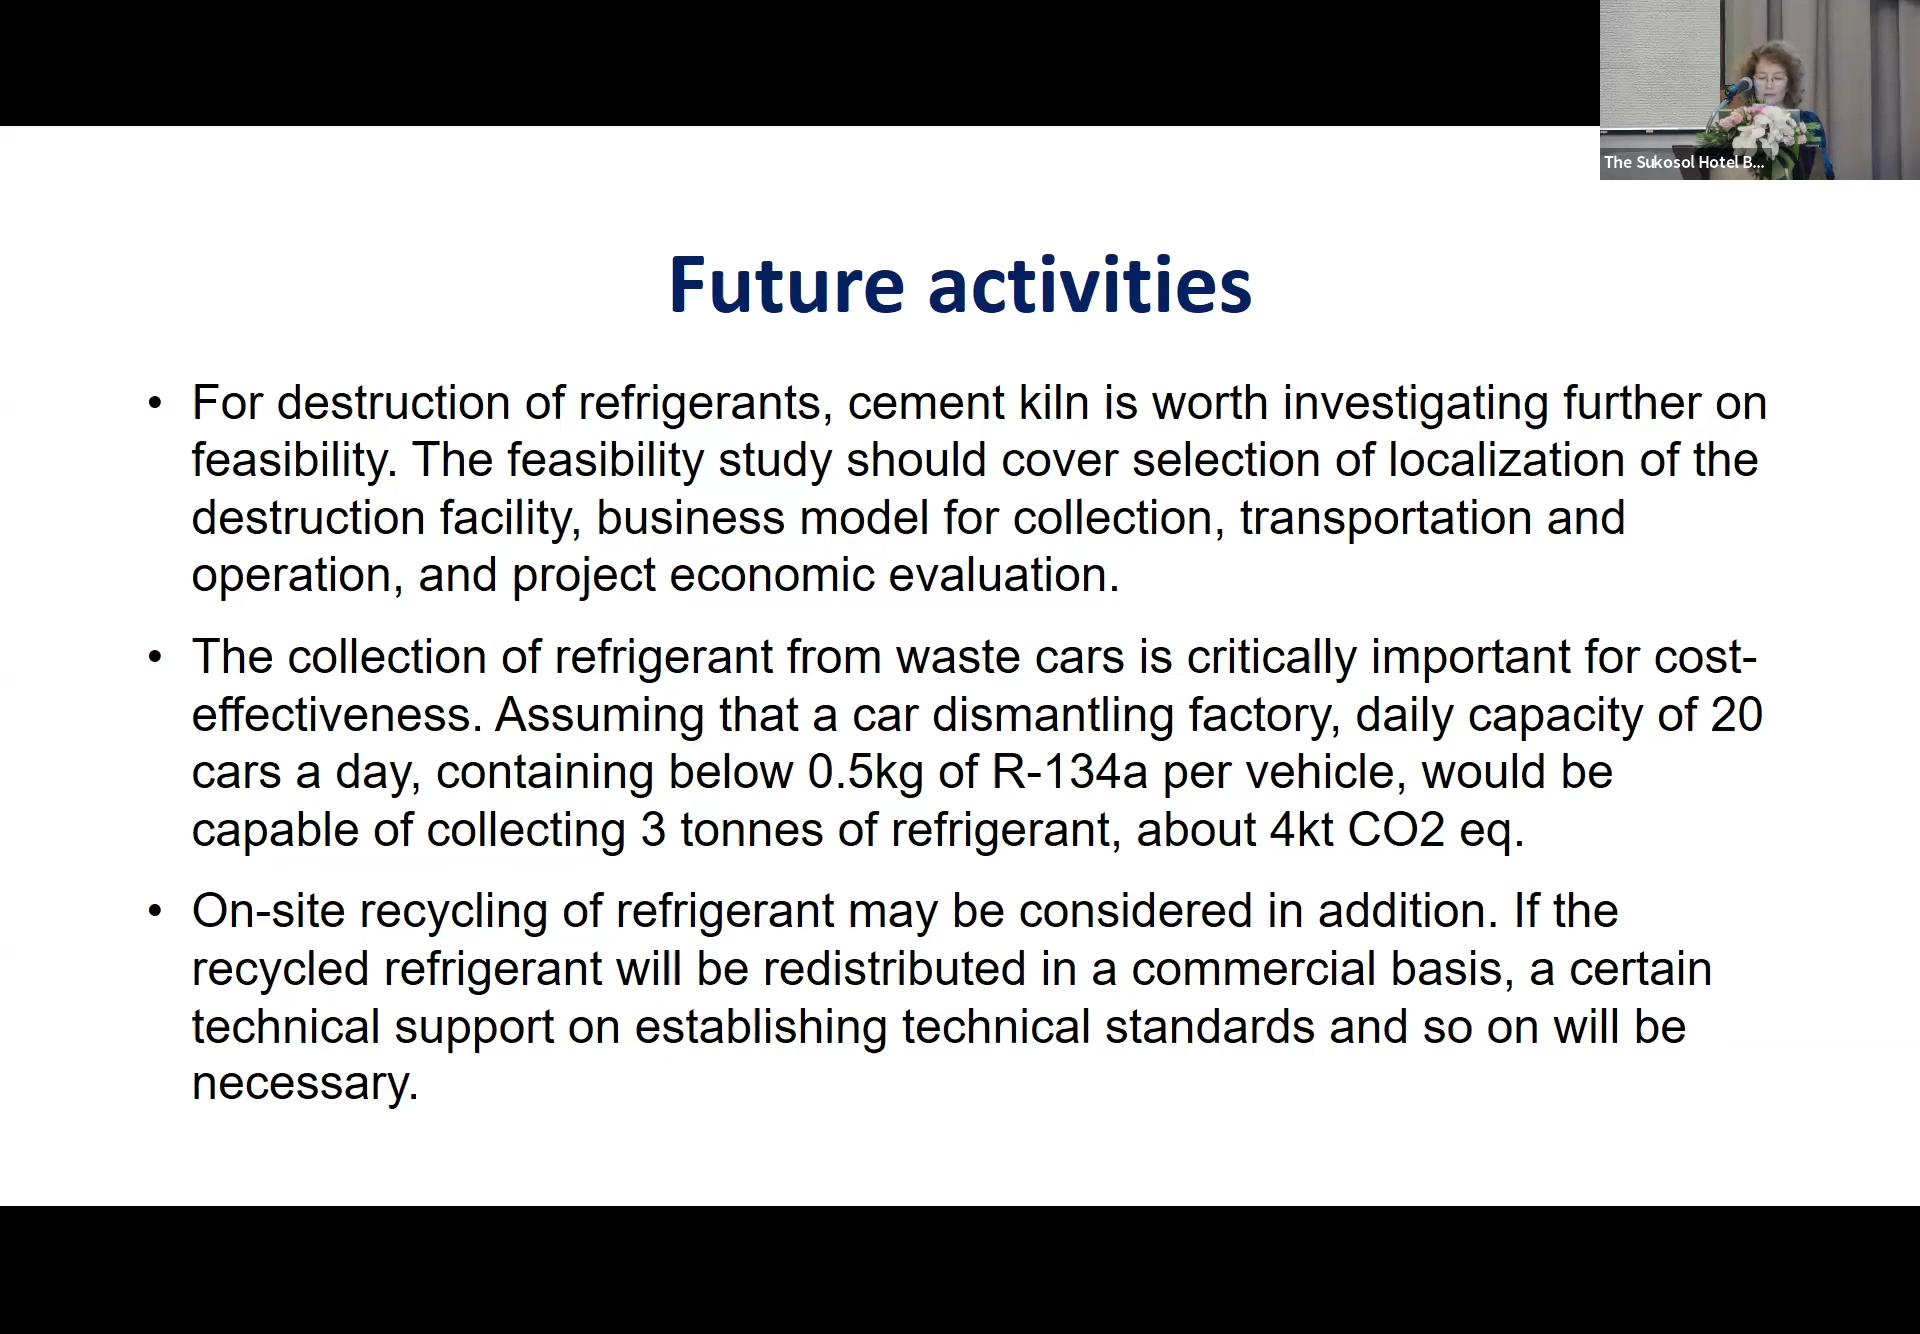 The Sukosol Hotel B...
Future activities
• For destruction of refrigerants, cement kiln is worth investigating further on
feasibility. The feasibility study should cover selection of localization of the
destruction facility, business model for collection, transportation and
operation, and project economic evaluation.
• The collection of refrigerant from waste cars is critically important for cost-
effectiveness. Assuming that a car dismantling factory, daily capacity of 20
cars a day, containing below 0.5kg of R-134a per vehicle, would be
capable of collecting 3 tonnes of refrigerant, about 4kt CO2 eq.
• On-site recycling of refrigerant may be considered in addition. If the
recycled refrigerant will be redistributed in a commercial basis, a certain
technical support on establishing technical standards and so on will be
necessary.